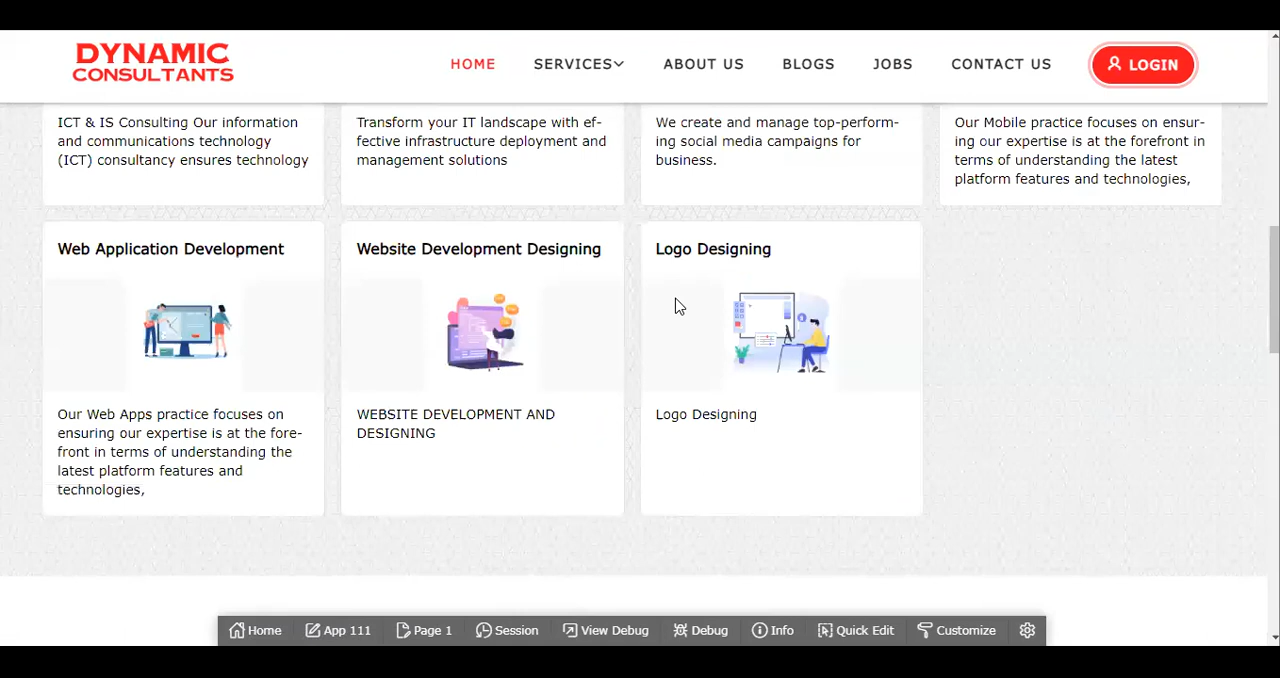 DYNAMIC
CONSULTANTS
HOME
SERVICES
ABOUT US
BLOGS
JOBS
CONTACT US
LOGIN
ICT & IS Consulting Our information
and communications technology
(ICT) consultancy ensures technology
Transform your IT landscape with ef-
fective infrastructure deployment and
management solutions
We create and manage top-perform-
ing social media campaigns for
business.
Our Mobile practice focuses on ensur-
ing our expertise is at the forefront in
terms of understanding the latest
platform features and technologies,
Web Application Development
Our Web Apps practice focuses on
ensuring our expertise is at the fore-
front in terms of understanding the
latest platform features and
technologies,
Website Development Designing
WEBSITE DEVELOPMENT AND
DESIGNING
Logo Designing
Logo Designing
Home
App 111
Page 1
Session
View Debug
Debug
Info
Quick Edit
Customize